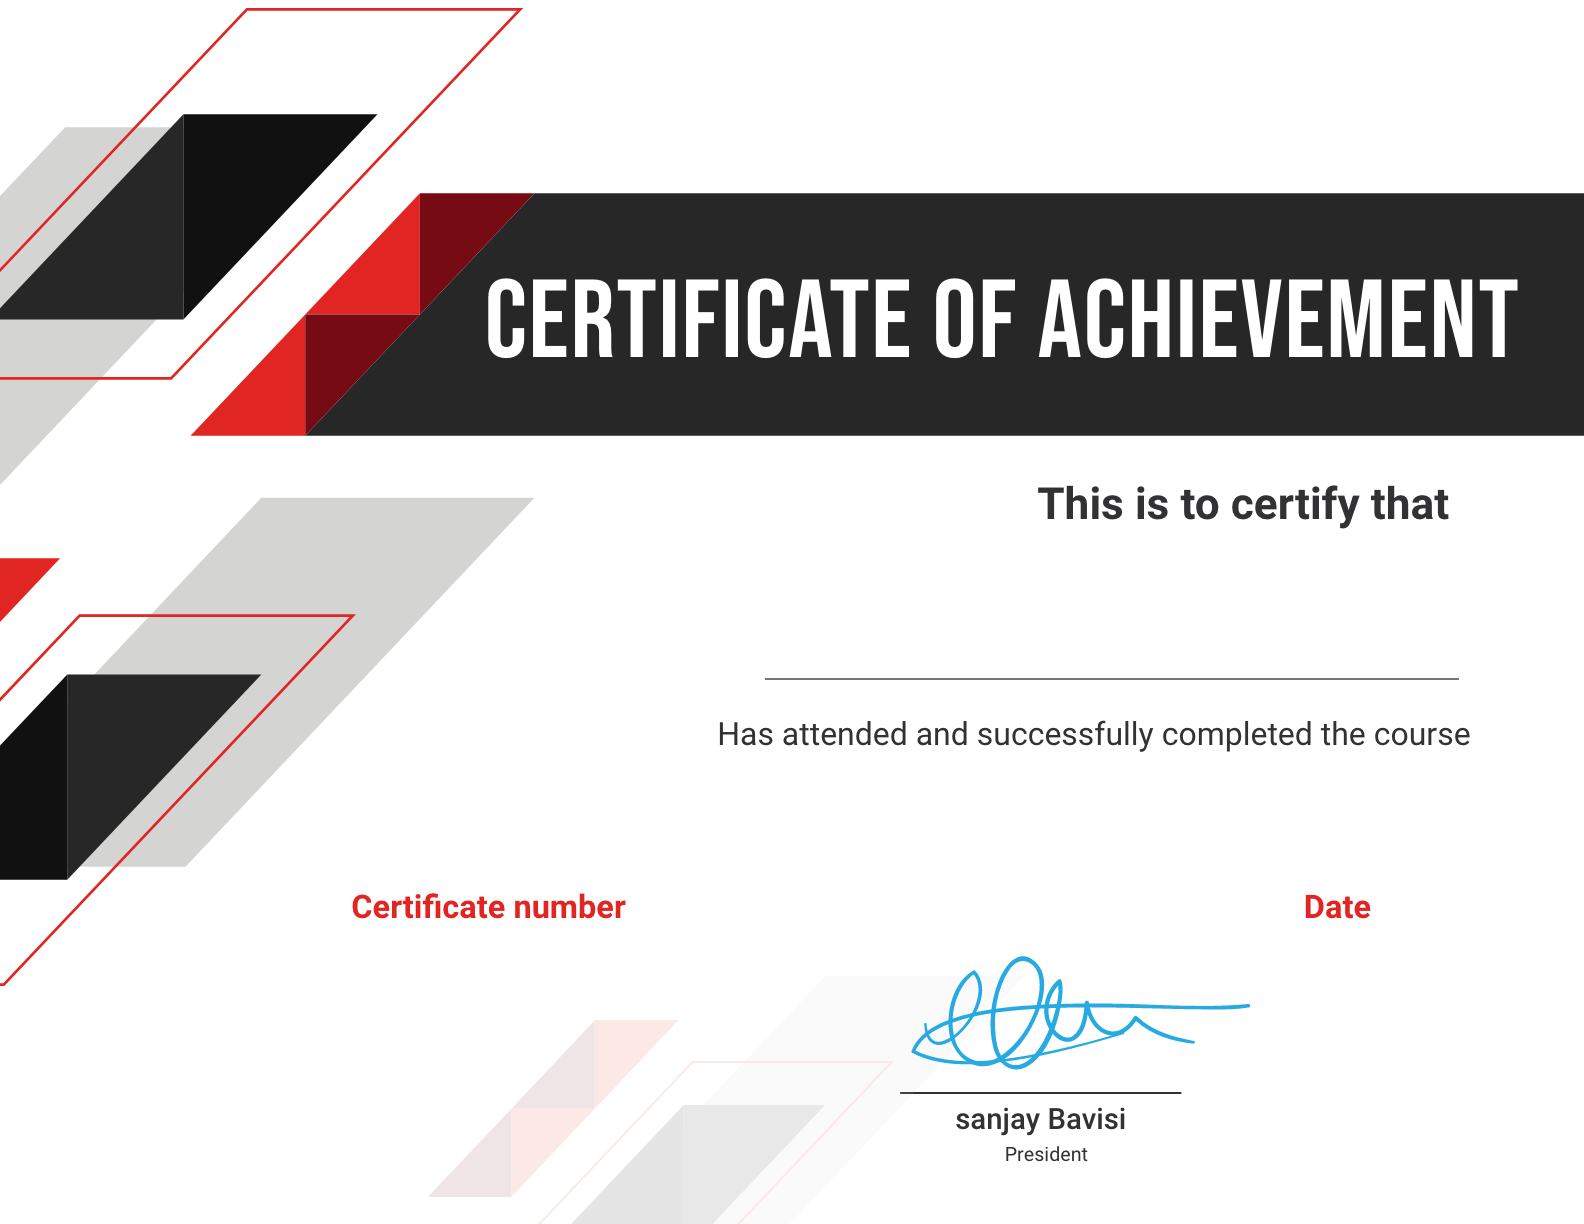 CERTIFICATE OF ACHIEVEMENT
This is to certify that
Has attended and successfully completed the course
Certificate number
Date
sanjay Bavisi
President